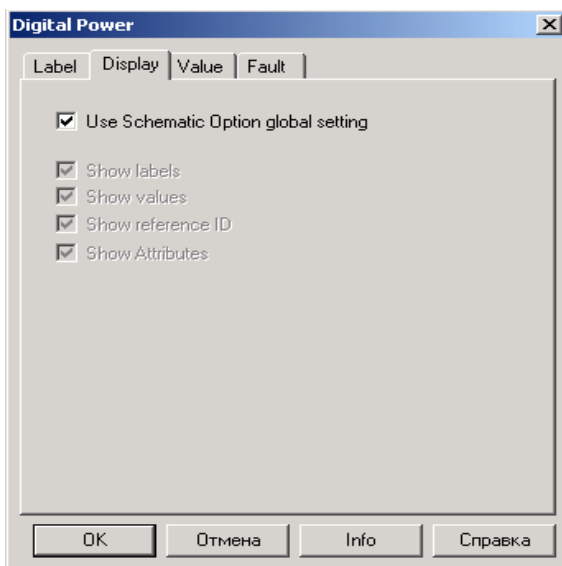 Digital Power
Label Display Value Fault
Use Schematic Option global setting
Show labels
Show values
Show reference ID
Show Attributes
OK Отмена Info Справка